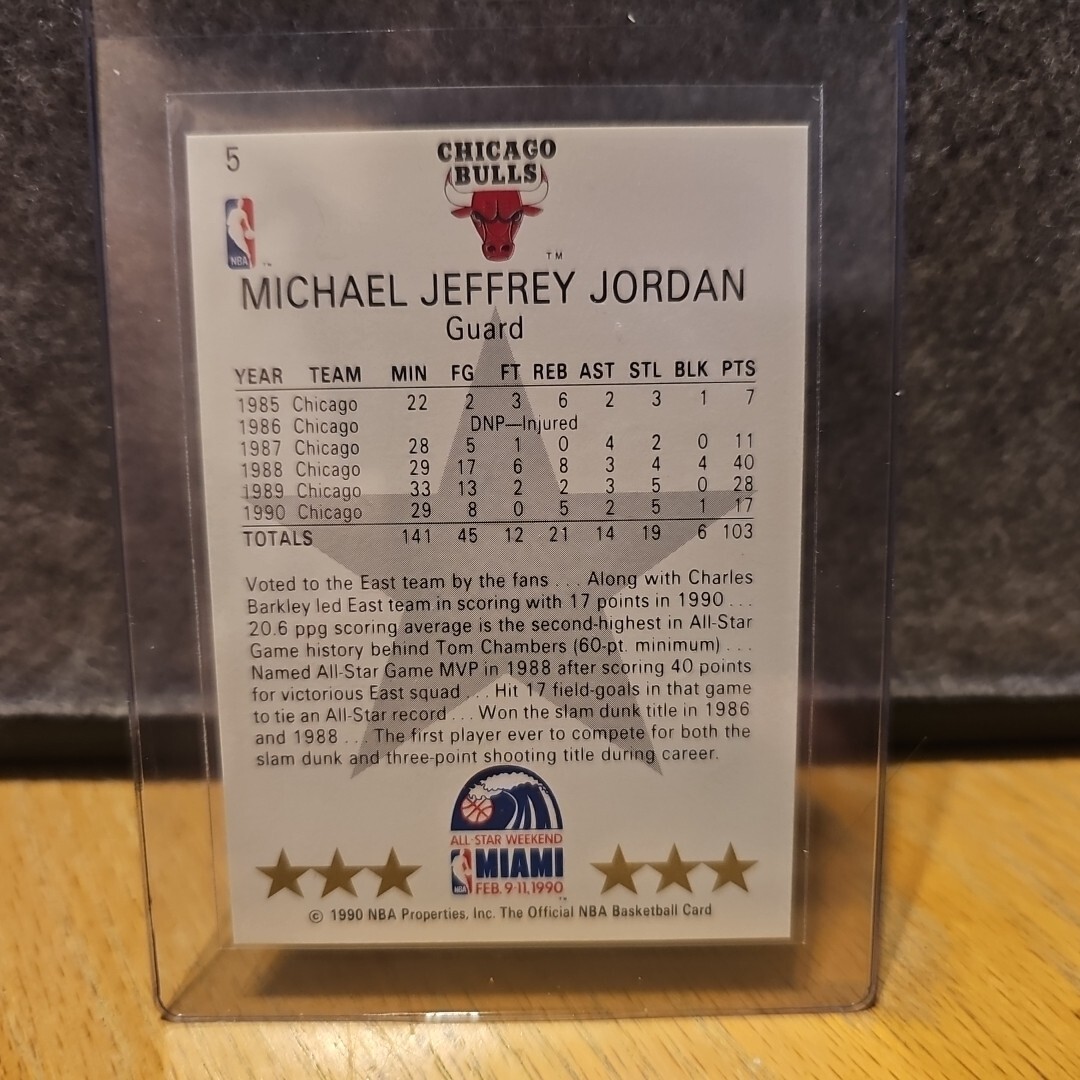 5
CHICAGO
BULLS
NBA
TM
MICHAEL JEFFREY JORDAN
Guard
YEAR TEAM MIN FG FT REB AST STL BLK PTS
1985 Chicago 22 2 3 6 2 3 1 7
1986 Chicago DNP—Injured
1987 Chicago 28 5 1 0 4 2 0 11
1988 Chicago 29 17 6 8 3 4 4 40
1989 Chicago 33 13 2 2 3 5 0 28
1990 Chicago 29 8 0 5 2 5 1 17
TOTALS 141 45 12 21 14 19 6 103
Voted to the East team by the fans . . . Along with Charles
Barkley led East team in scoring with 17 points in 1990 . . .
20.6 ppg scoring average is the second-highest in All-Star
Game history behind Tom Chambers (60-pt. minimum) . . .
Named All-Star Game MVP in 1988 after scoring 40 points
for victorious East squad . . . Hit 17 field-goals in that game
to tie an All-Star record . . . Won the slam dunk title in 1986
and 1988 . . . The first player ever to compete for both the
slam dunk and three-point shooting title during career.
ALL-STAR WEEKEND
NBA MIAMI
FEB. 9-11, 1990
© 1990 NBA Properties, Inc. The Official NBA Basketball Card